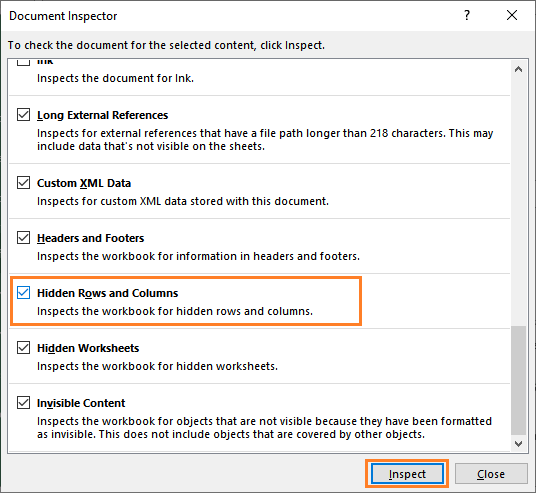 Document Inspector
?
To check the document for the selected content, click Inspect.
Ink
Inspects the document for Ink.
Long External References
Inspects for external references that have a file path longer than 218 characters. This may
include data that's not visible on the sheets.
Custom XML Data
Inspects for custom XML data stored with this document.
Headers and Footers
Inspects the workbook for information in headers and footers.
Hidden Rows and Columns
Inspects the workbook for hidden rows and columns.
Hidden Worksheets
Inspects the workbook for hidden worksheets.
Invisible Content
Inspects the workbook for objects that are not visible because they have been formatted
as invisible. This does not include objects that are covered by other objects.
Inspect Close